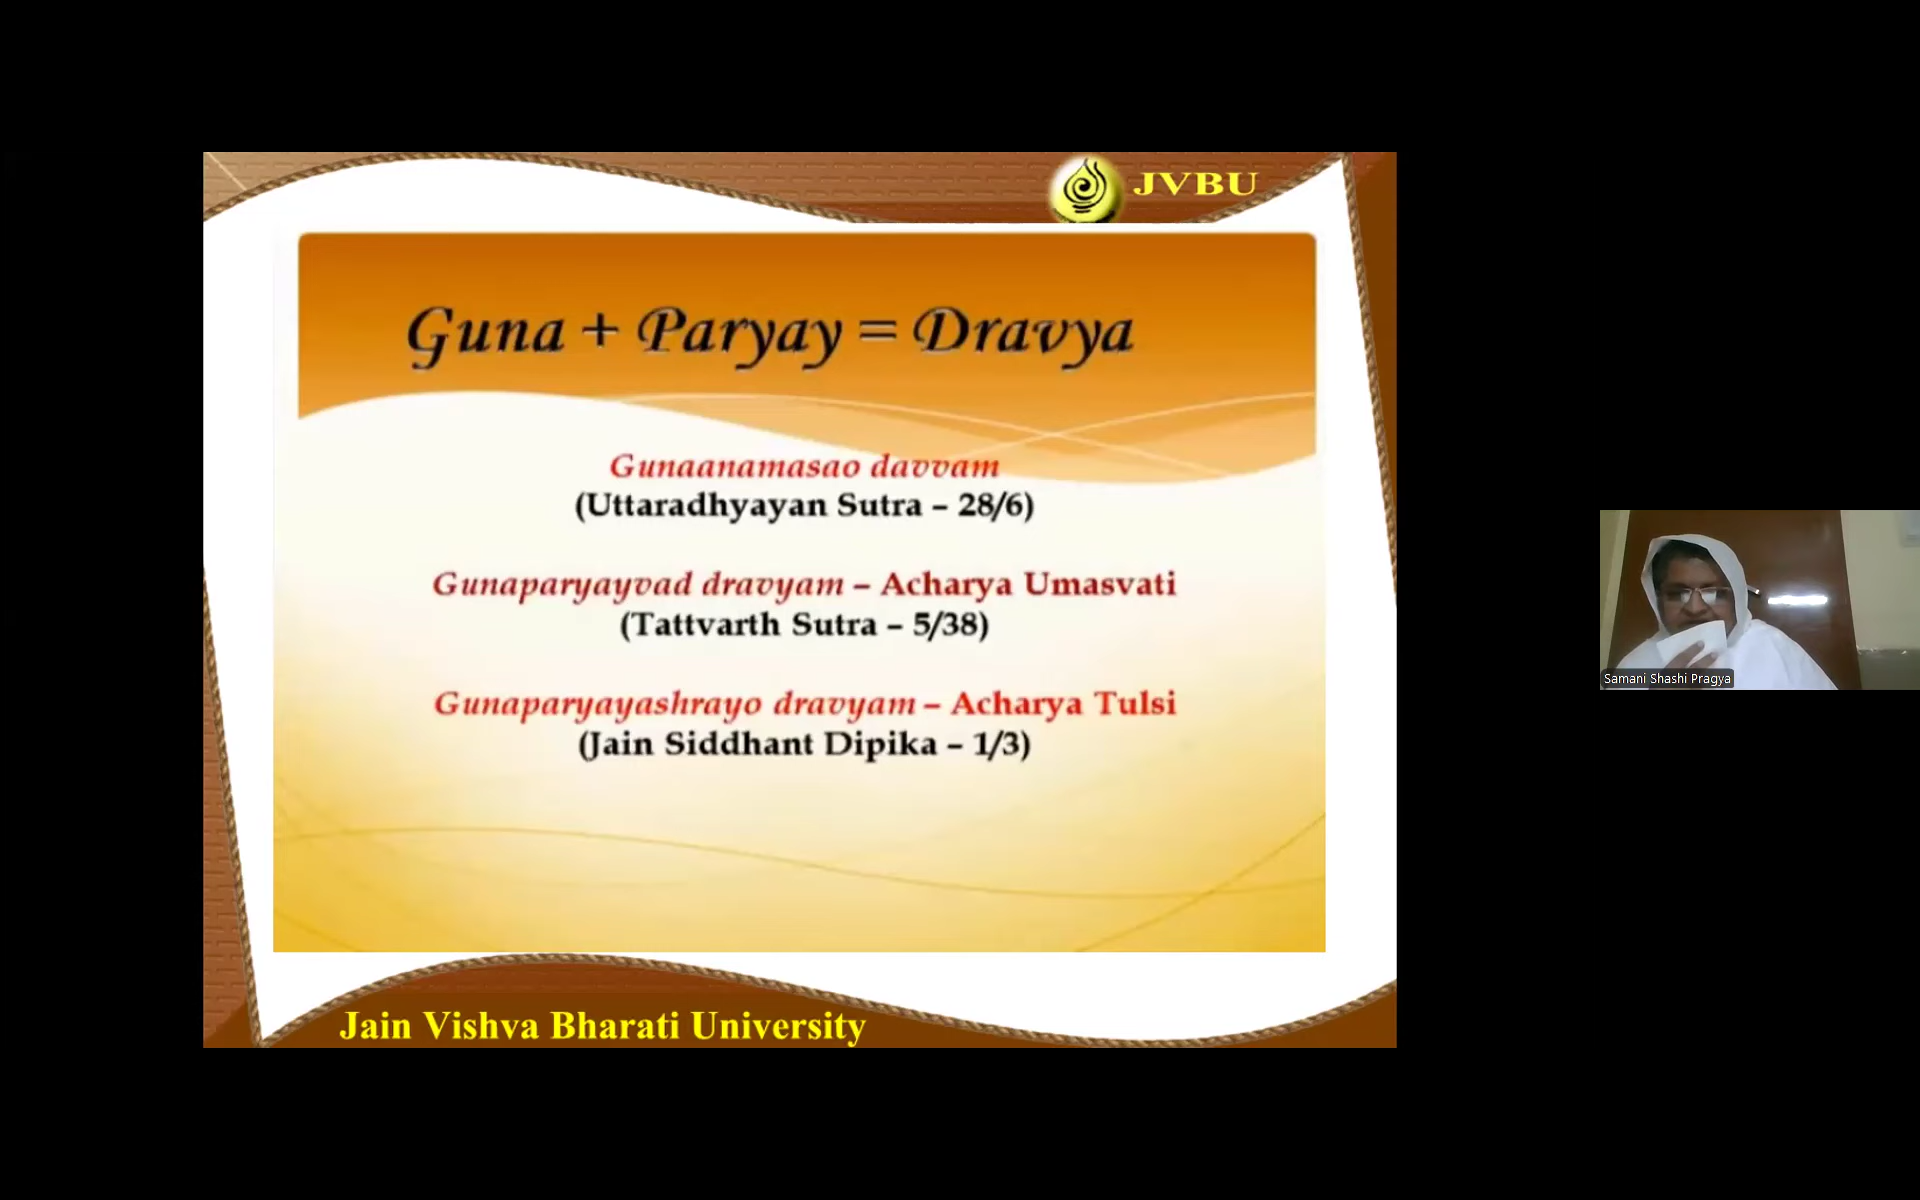 JVBU
Guna + Paryay = Dravya
Gunaanamasao davvam
(Uttaradhyayan Sutra – 28/6)
Gunaparyayvad dravyam – Acharya Umasvati
(Tattvarth Sutra – 5/38)
Gunaparyayashrayo dravyam – Acharya Tulsi
(Jain Siddhant Dipika – 1/3)
Jain Vishva Bharati University
Samani Shashi Pragya